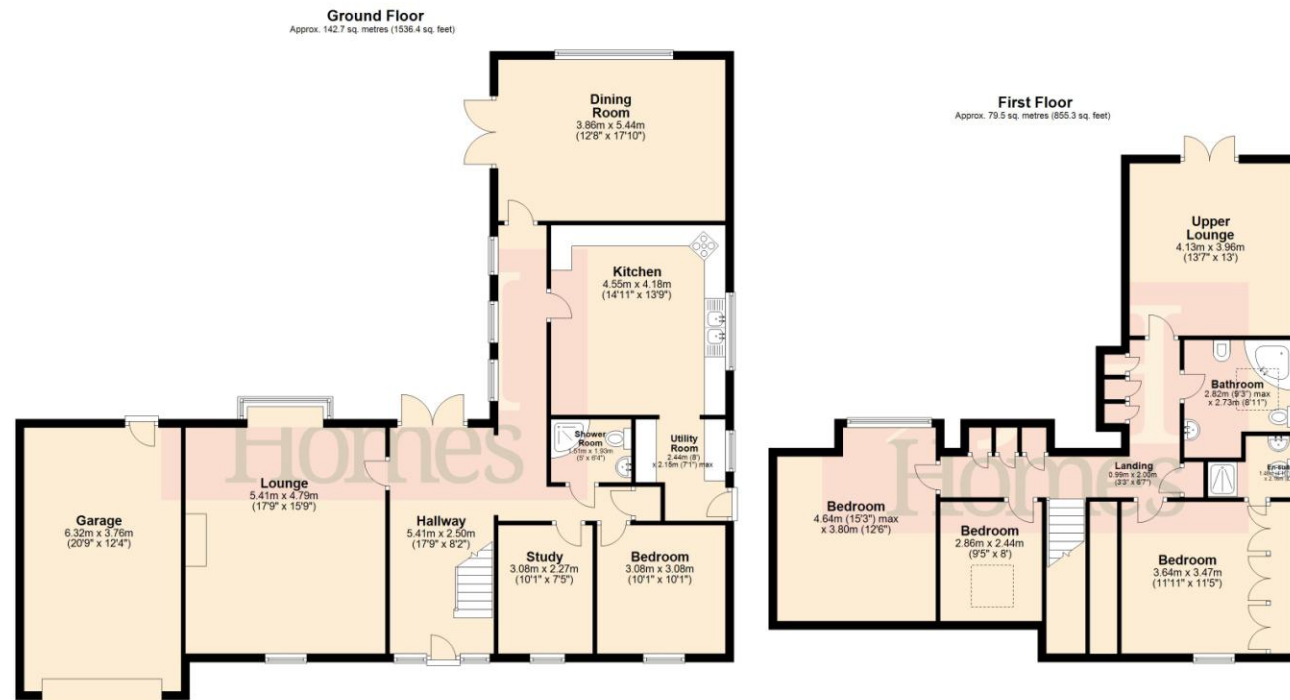 Ground Floor
Approx. 142.7 sq. metres (1536.4 sq. feet)
Dining
Room
3.86m x 5.44m
(12'8" x 17'10")
Kitchen
4.55m x 4.18m
(14'11" x 13'9")
Shower
Room
1.51m x 1.93m
(5' x 6'4")
Utility
Room
2.44m (8')
x 2.15m (7'1") max
Lounge
5.41m x 4.79m
(17'9" x 15'9")
Garage
6.32m x 3.76m
(20'9" x 12'4")
Hallway
5.41m x 2.50m
(17'9" x 8'2")
Study
3.08m x 2.27m
(10'1" x 7'5")
Bedroom
3.08m x 3.08m
(10'1" x 10'1")
Homes
First Floor
Approx. 79.5 sq. metres (855.3 sq. feet)
Upper
Lounge
4.13m x 3.96m
(13'7" x 13')
Bathroom
2.82m (9'3") max
x 2.73m (8'11")
Landing
0.99m x 2.00m
(3'3" x 6'7")
Bedroom
4.64m (15'3") max
x 3.80m (12'6")
Bedroom
2.86m x 2.44m
(9'5" x 8')
Bedroom
3.64m x 3.47m
(11'11" x 11'5")
Homes